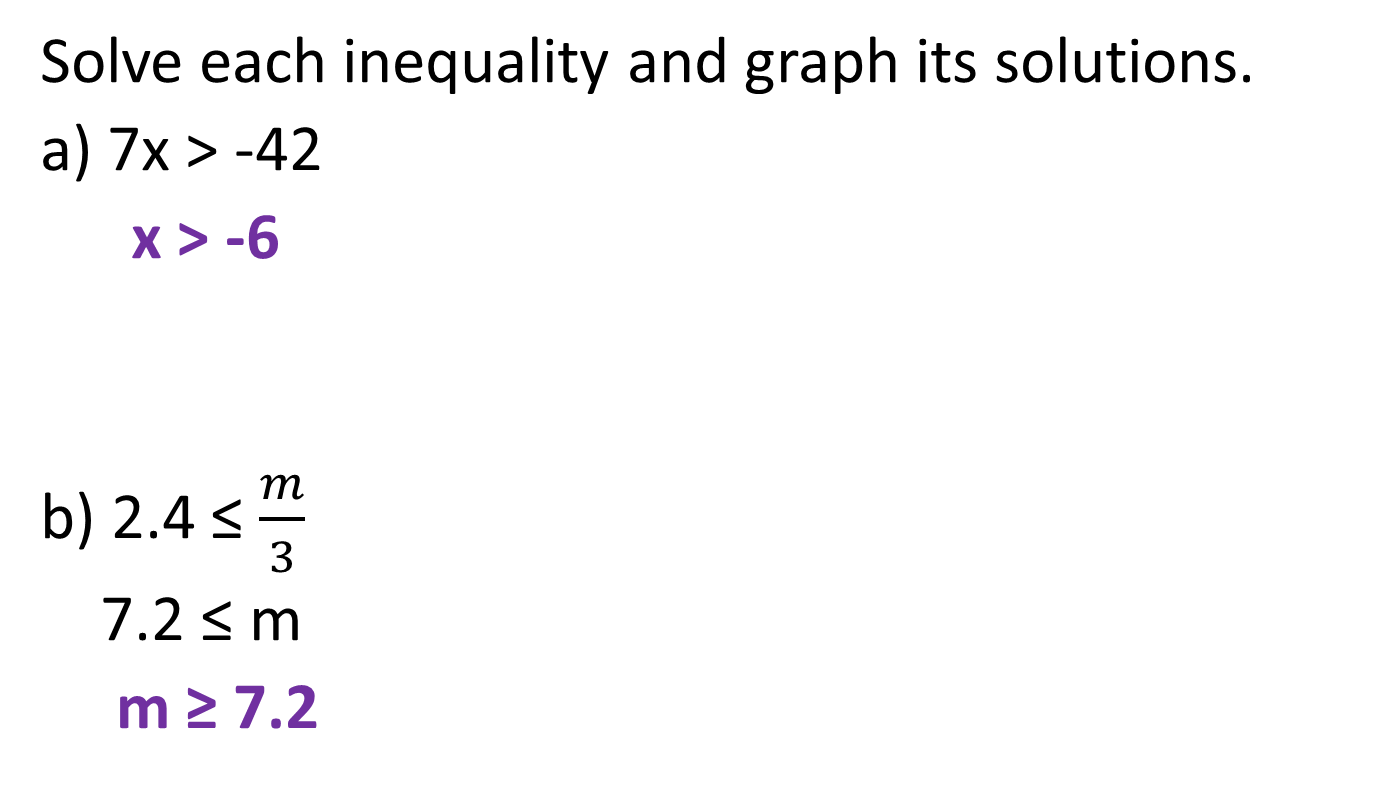 Solve each inequality and graph its solutions.
a) 7x > -42
x > -6
b) 2.4 ≤ m/3
7.2 ≤ m
m ≥ 7.2